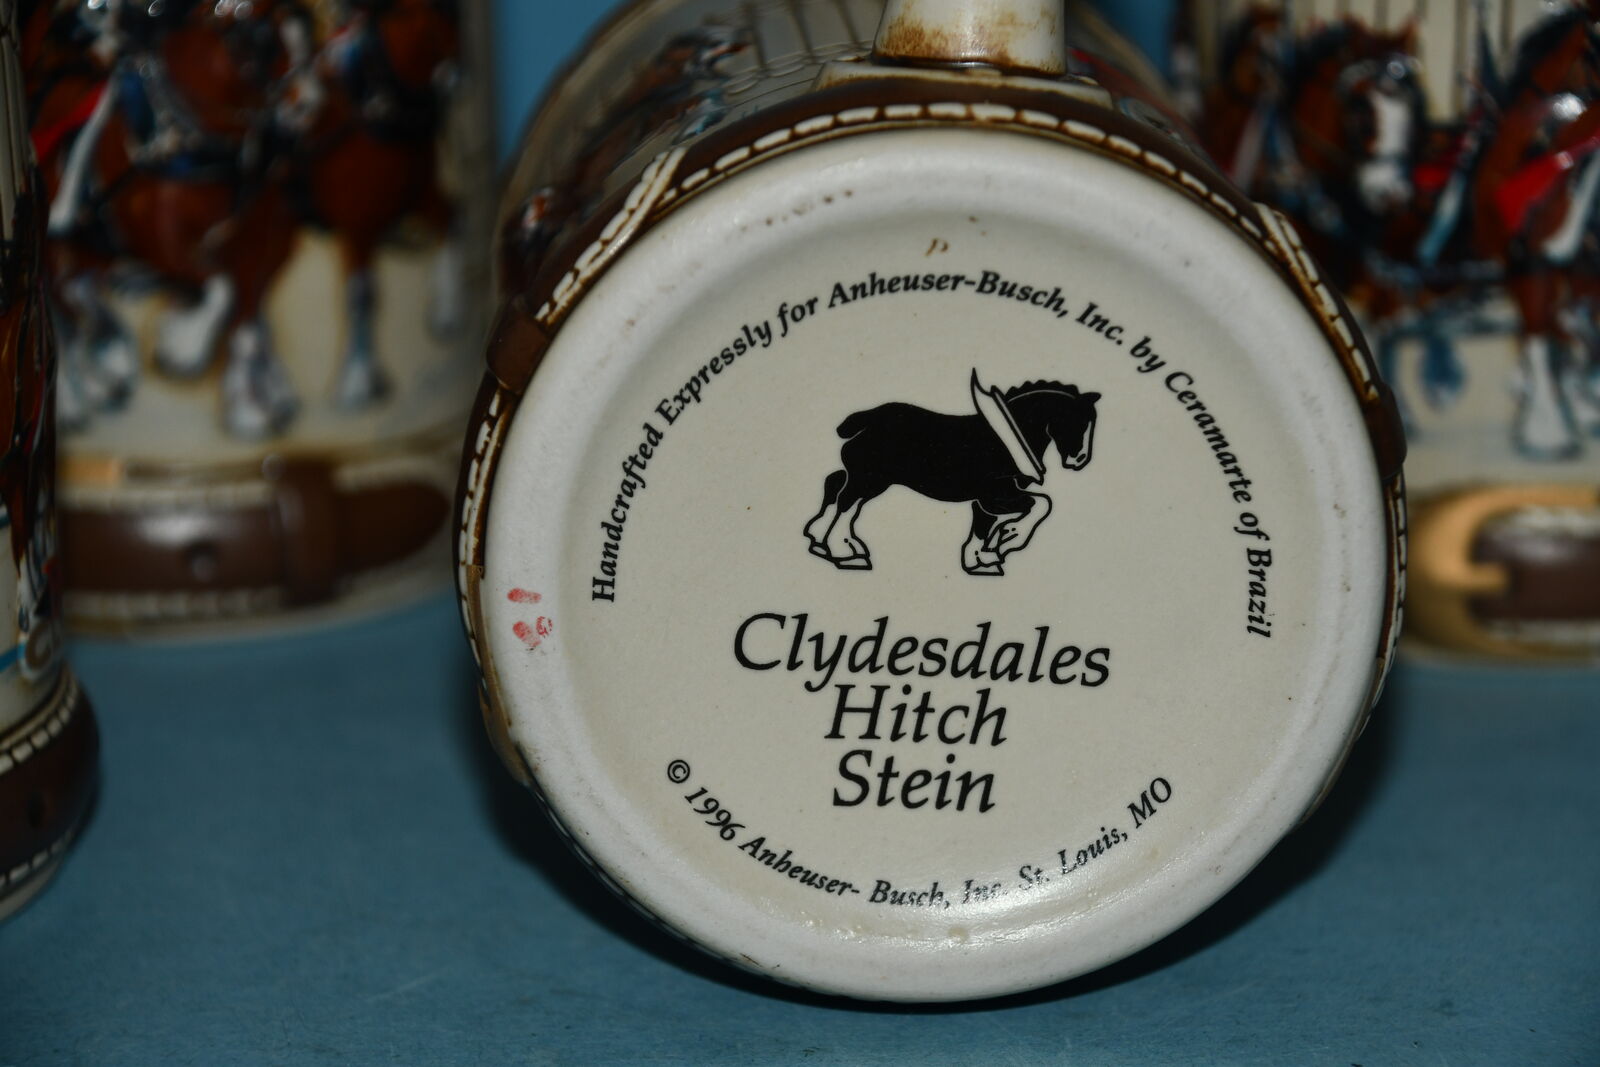 Handcrafted Expressly for Anheuser-Busch, Inc. by Ceramarte of Brazil
Clydesdales
Hitch
Stein
© 1996 Anheuser- Busch, Inc. St. Louis, MO